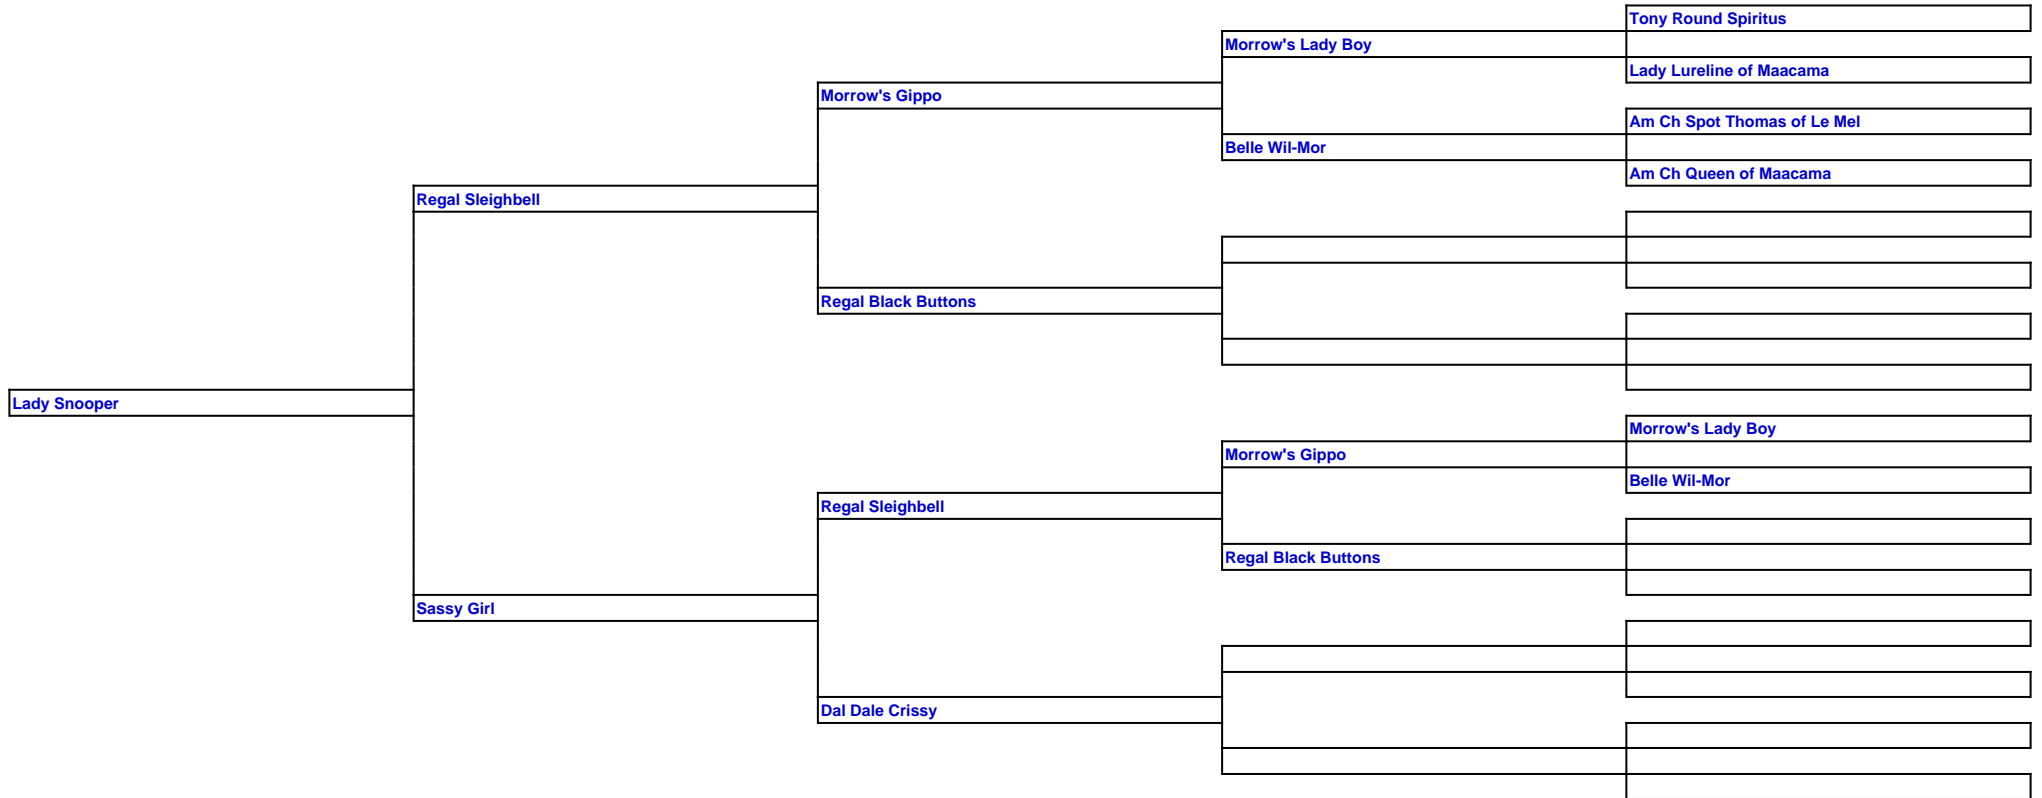 Tony Round Spiritus
Morrow's Lady Boy
Lady Lureline of Maacama
Morrow's Gippo
Am Ch Spot Thomas of Le Mel
Belle Wil-Mor
Am Ch Queen of Maacama
Regal Sleighbell
Regal Black Buttons
Lady Snooper
Morrow's Lady Boy
Morrow's Gippo
Belle Wil-Mor
Regal Sleighbell
Regal Black Buttons
Sassy Girl
Dal Dale Crissy